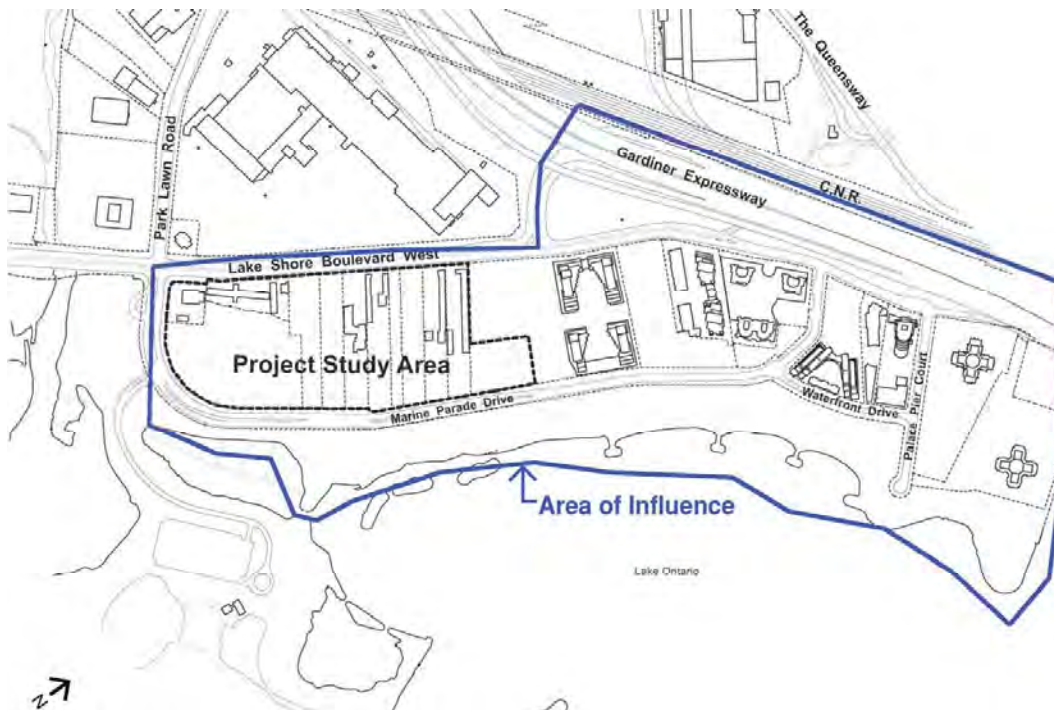 The Queensway
Park Lawn Road
Gardiner Expressway
C.N.R.
Lake Shore Boulevard West
Project Study Area
Marine Parade Drive
Waterfront Drive
Palace Pier Court
Area of Influence
Lake Ontario
N